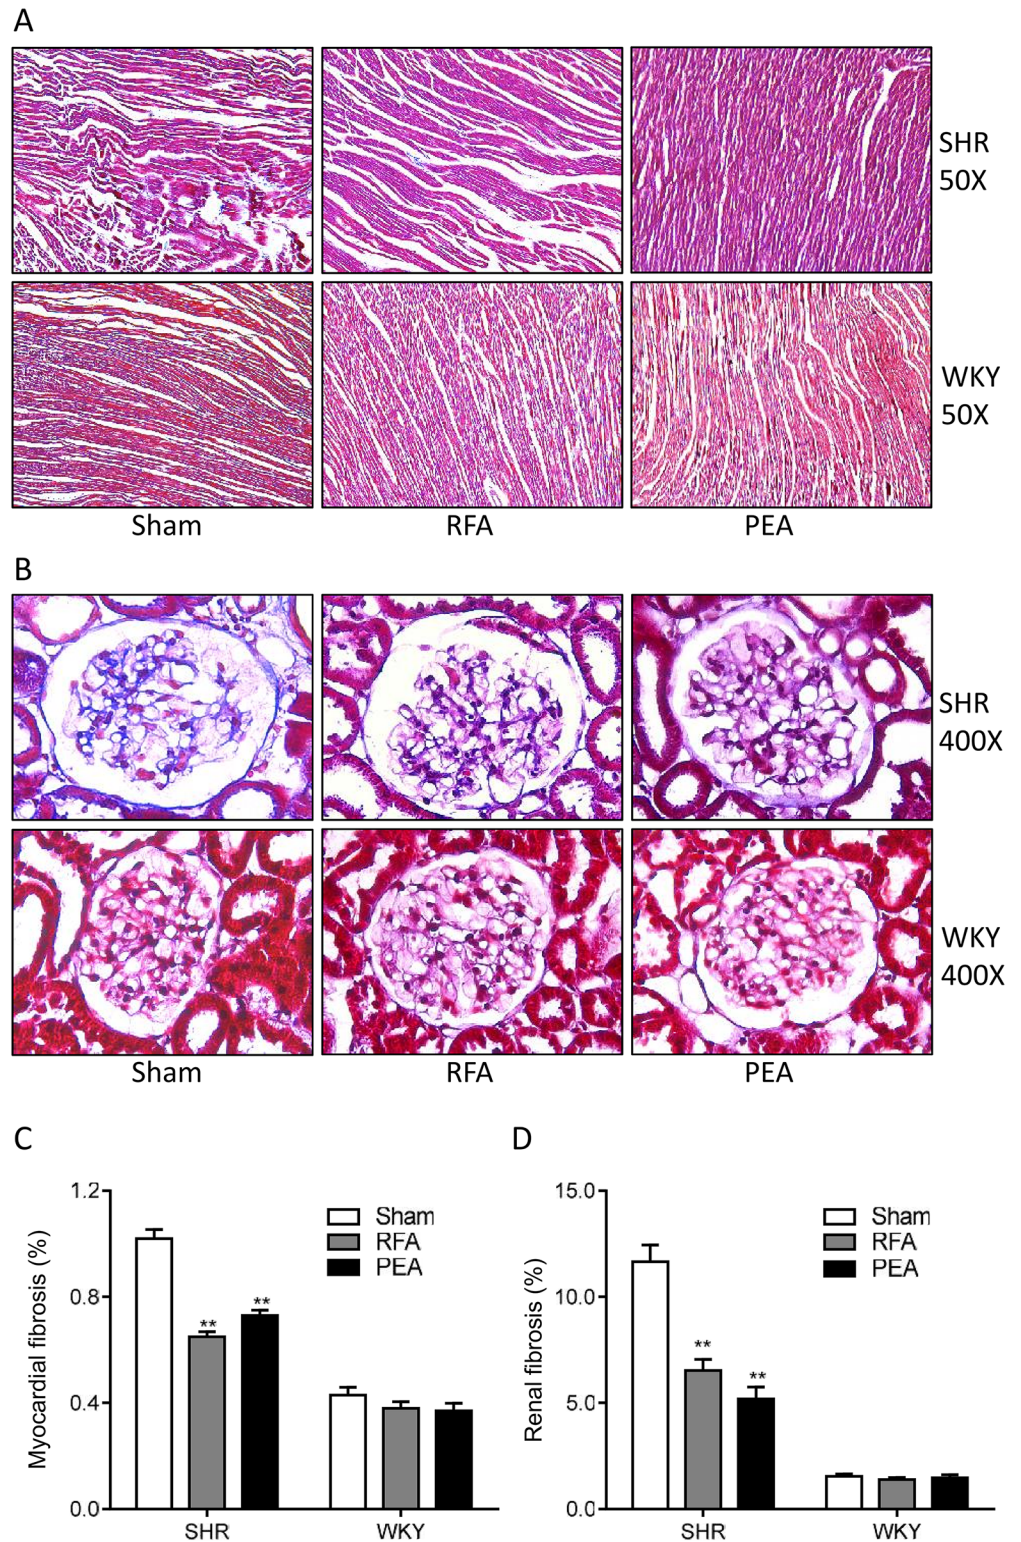 A
SHR
50X
WKY
50X
Sham RFA PEA
B
SHR
400X
WKY
400X
Sham RFA PEA
C
Myocardial fibrosis (%)
1.2
0.8
0.4
0.0
Sham
RFA
PEA
**
**
SHR WKY
D
Renal fibrosis (%)
15.0
10.0
5.0
0.0
Sham
RFA
PEA
**
**
SHR WKY